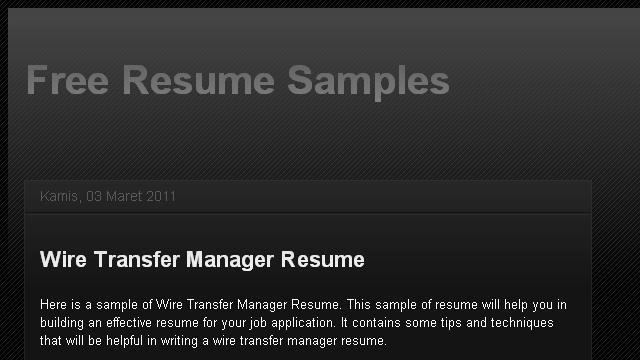 Free Resume Samples
Kamis, 03 Maret 2011
Wire Transfer Manager Resume
Here is a sample of Wire Transfer Manager Resume. This sample of resume will help you in
building an effective resume for your job application. It contains some tips and techniques
that will be helpful in writing a wire transfer manager resume.